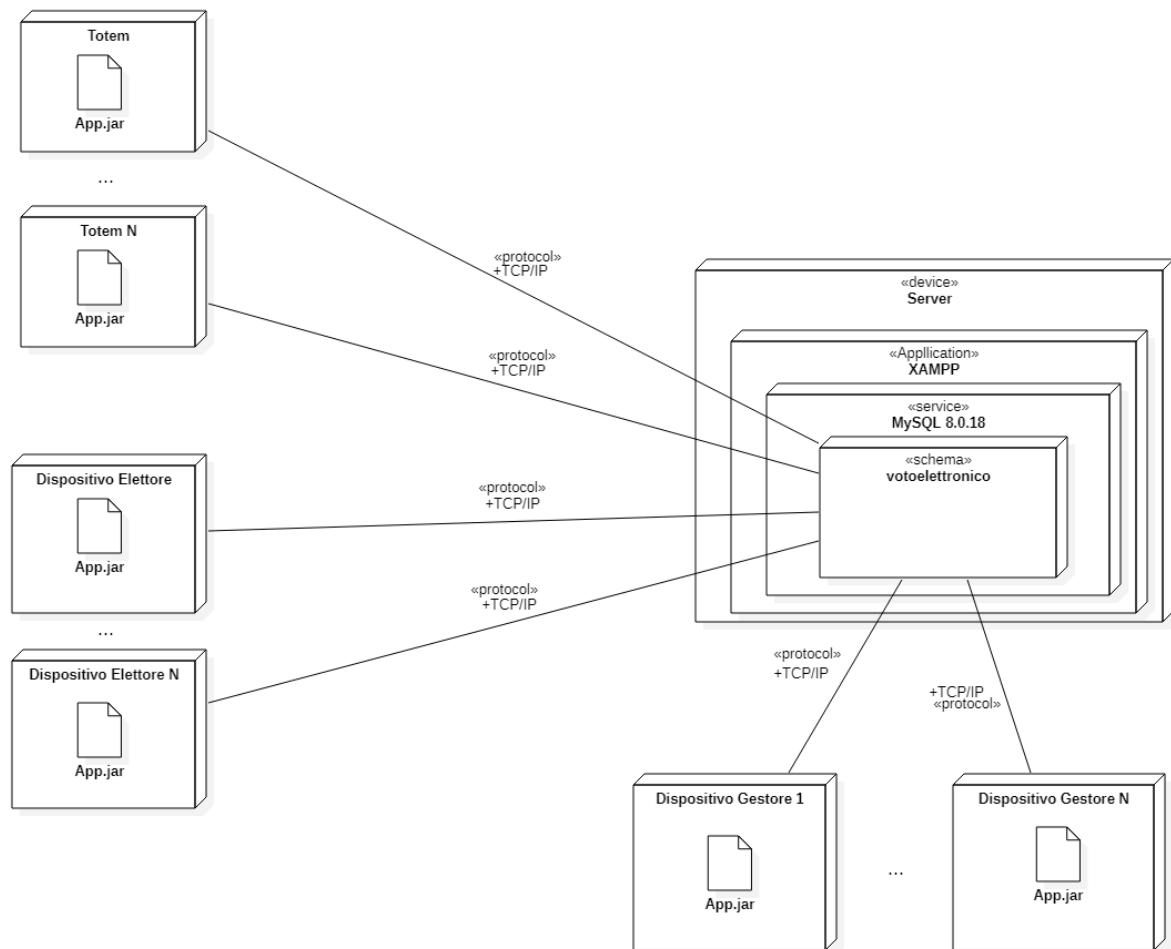 Totem
App.jar
...
Totem N
App.jar
«protocol»
+TCP/IP
«protocol»
+TCP/IP
Dispositivo Elettore
App.jar
...
«protocol»
+TCP/IP
Dispositivo Elettore N
App.jar
«protocol»
+TCP/IP
«device»
Server
«Appllication»
XAMPP
«service»
MySQL 8.0.18
«schema»
votoelettronico
«protocol»
+TCP/IP
+TCP/IP
«protocol»
Dispositivo Gestore 1
App.jar
...
Dispositivo Gestore N
App.jar